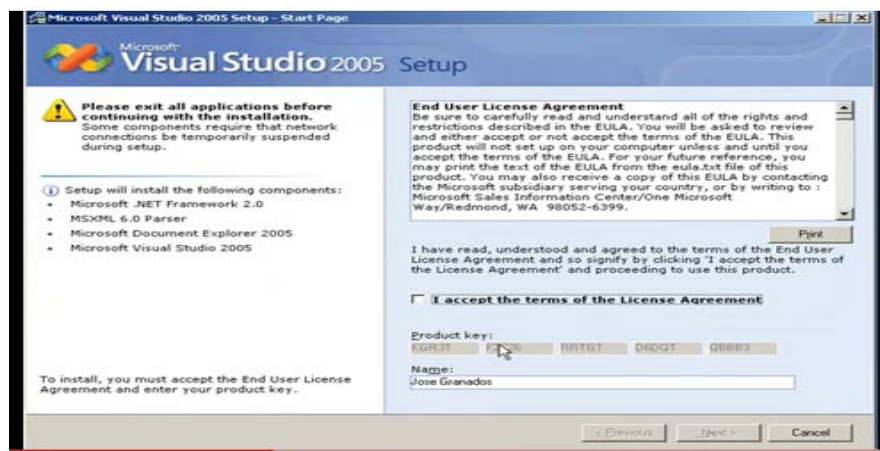 Microsoft Visual Studio 2005 Setup - Start Page
Microsoft
Visual Studio 2005 Setup
Please exit all applications before
continuing with the installation.
Some components require that network
connections be temporarily suspended
during setup.
Setup will install the following components:
Microsoft .NET Framework 2.0
MSXML 6.0 Parser
Microsoft Document Explorer 2005
Microsoft Visual Studio 2005
To install, you must accept the End User License
Agreement and enter your product key.
End User License Agreement
Be sure to carefully read and understand all of the rights and
restrictions described in the EULA. You will be asked to review
and either accept or not accept the terms of the EULA. This
product will not set up on your computer unless and until you
accept the terms of the EULA. For your future reference, you
may print the text of the EULA from the eula.txt file of this
product. You may also receive a copy of this EULA by contacting
the Microsoft subsidiary serving your country, or by writing to :
Microsoft Sales Information Center/One Microsoft
Way/Redmond, WA 98052-6399.
Print
I have read, understood and agreed to the terms of the End User
License Agreement and so signify by clicking 'I accept the terms of
the License Agreement' and proceeding to use this product.
I accept the terms of the License Agreement
Product key:
Name:
Jose Granados
< Previous
Next >
Cancel